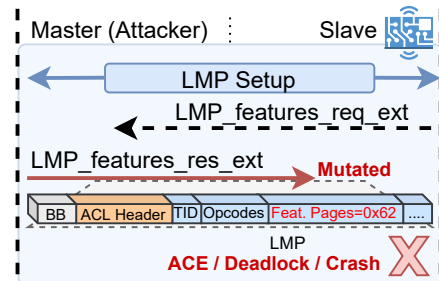 Master (Attacker) Slave
LMP Setup
LMP_features_req_ext
LMP_features_res_ext
Mutated
BB ACL Header TID Opcodes Feat. Pages=0x62 ....
LMP
ACE / Deadlock / Crash